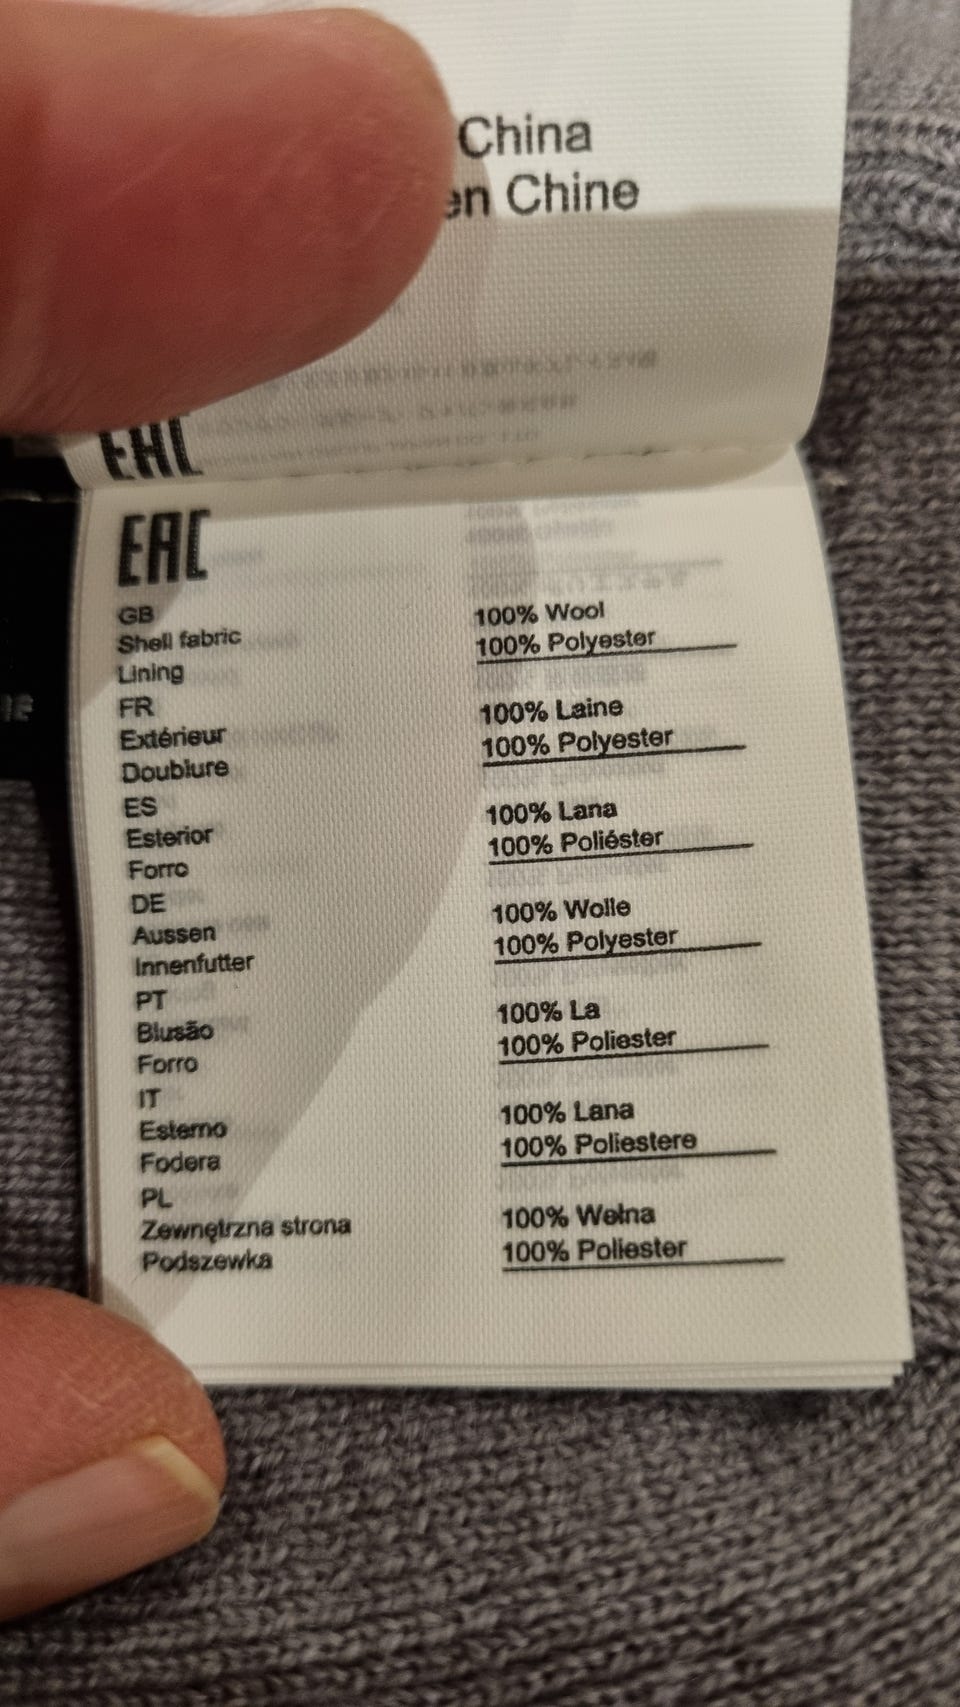 China
en Chine
EAC
EAC
GB
Shell fabric 100% Wool
Lining 100% Polyester
FR
Extérieur 100% Laine
Doublure 100% Polyester
ES
Esterior 100% Lana
Forro 100% Poliéster
DE
Aussen 100% Wolle
Innenfutter 100% Polyester
PT
Blusão 100% La
Forro 100% Poliester
IT
Esterno 100% Lana
Fodera 100% Poliestere
PL
Zewnętrzna strona 100% Wełna
Podszewka 100% Poliester